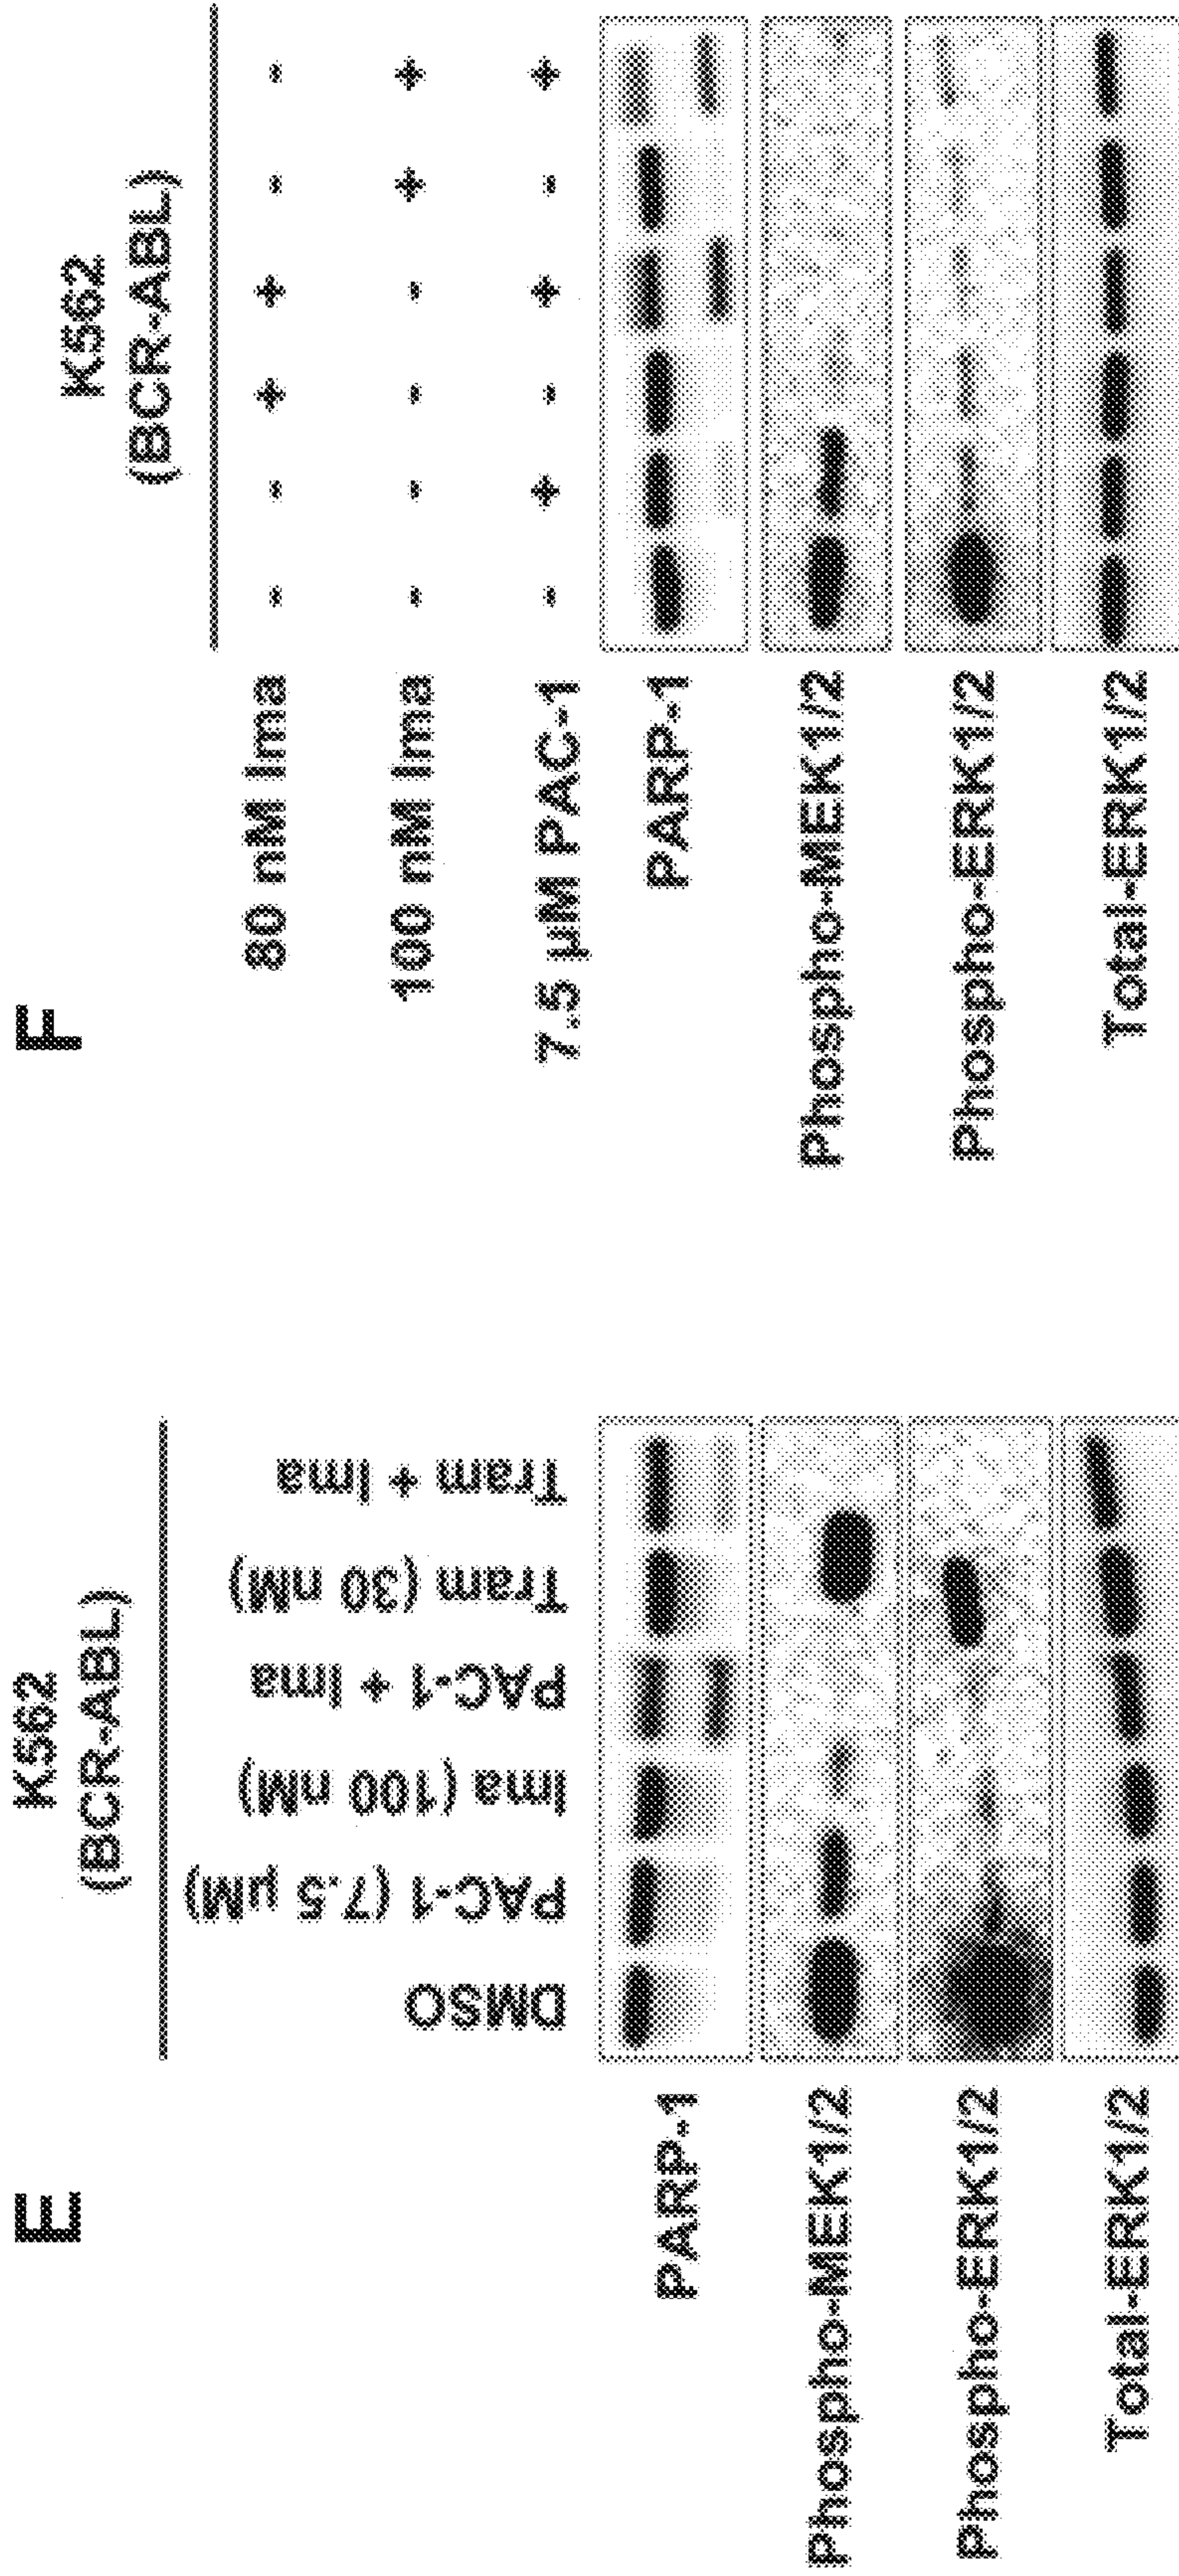 E
K562
(BCR-ABL)
DMSO
PAC-1 (7.5 µM)
Ima (100 nM)
PAC-1 + Ima
Tram (30 nM)
Tram + Ima
PARP-1
Phospho-MEK1/2
Phospho-ERK1/2
Total-ERK1/2
F
K562
(BCR-ABL)
80 nM Ima - - + + - -
100 nM Ima - - - - + +
7.5 µM PAC-1 - + - + - +
PARP-1
Phospho-MEK1/2
Phospho-ERK1/2
Total-ERK1/2